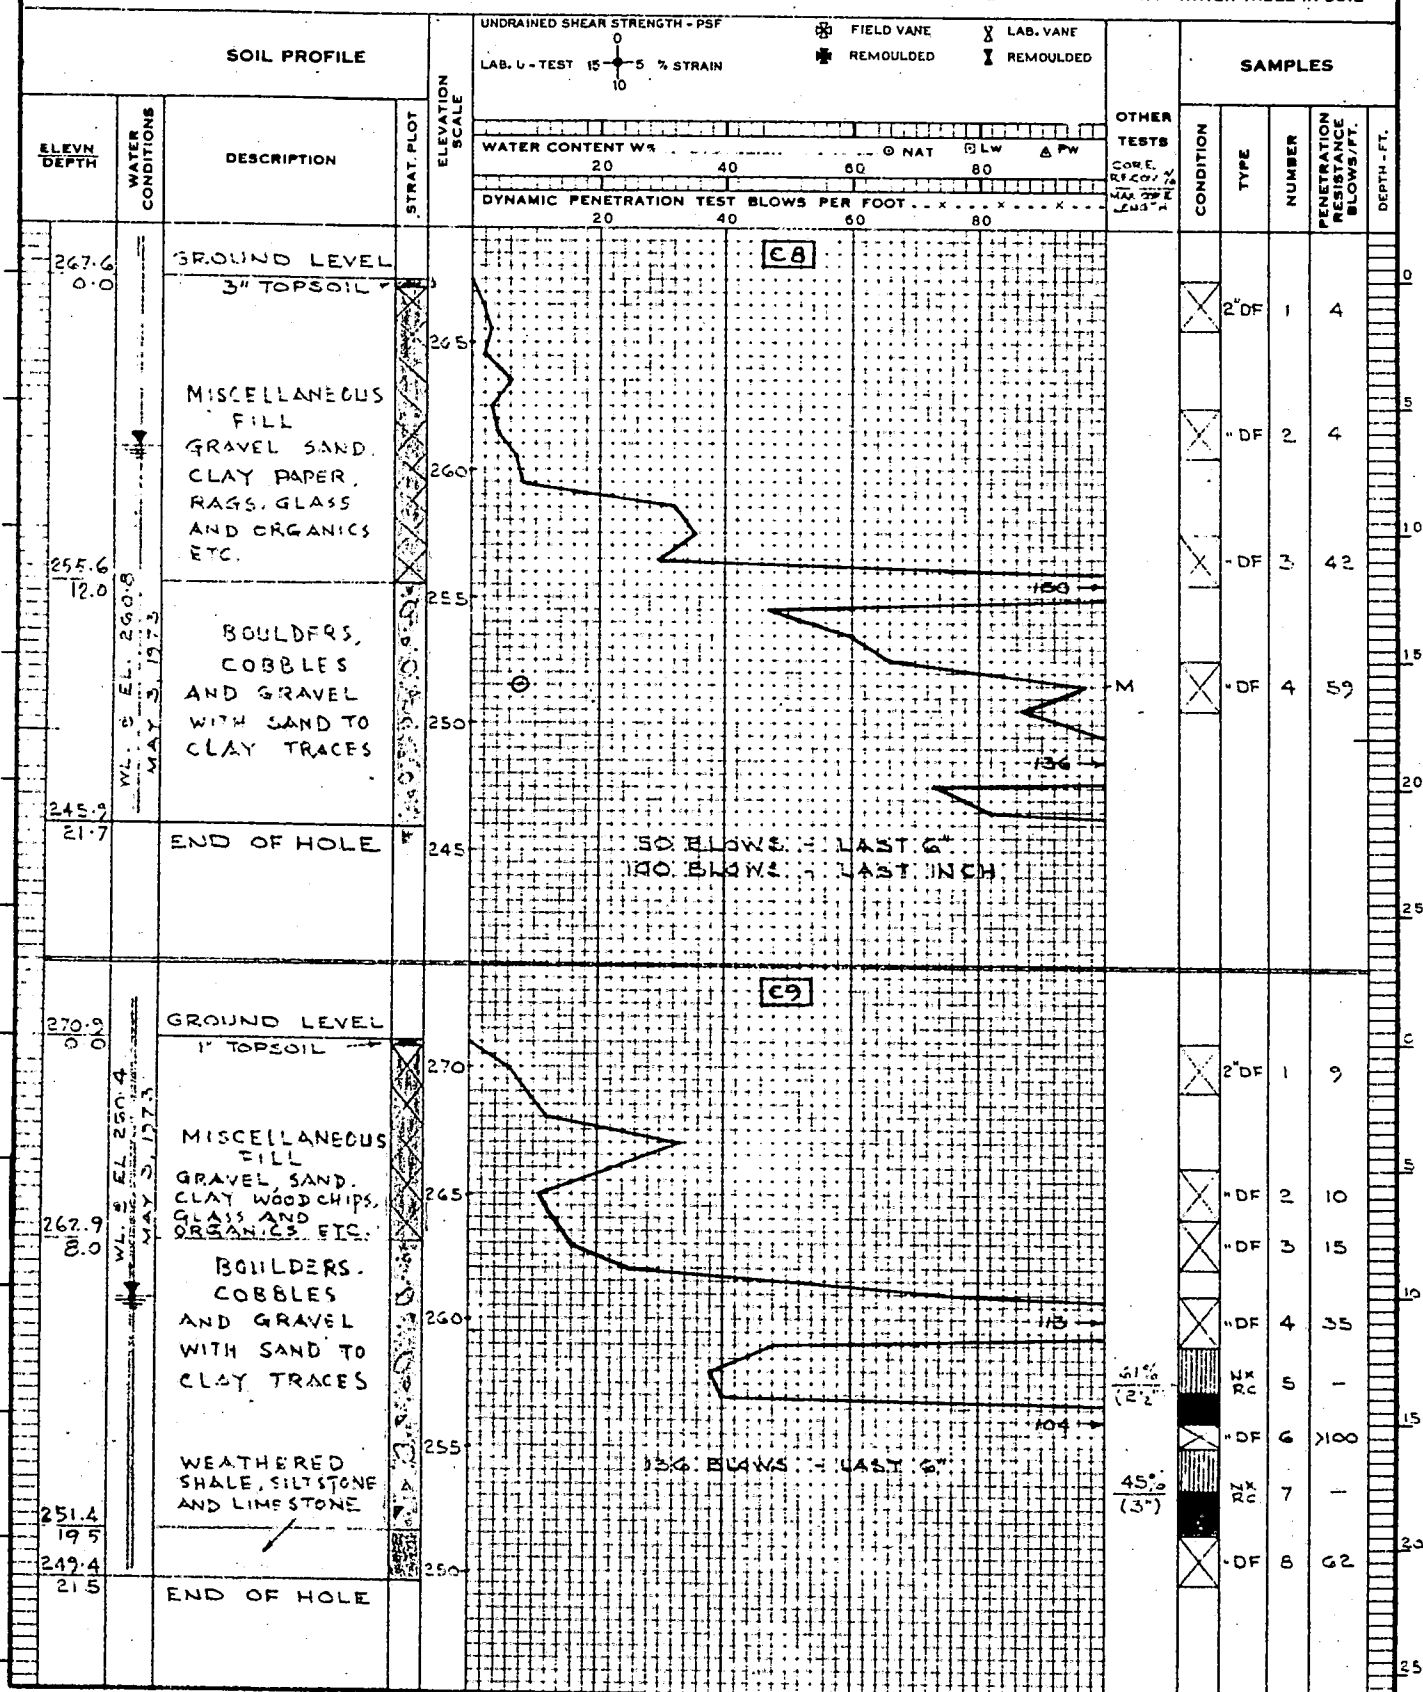 UNDRAINED SHEAR STRENGTH - PSF
0
LAB. U - TEST 15 5 % STRAIN
10
FIELD VANE
LAB. VANE
REMOULDED
REMOULDED
SOIL PROFILE
SAMPLES
ELEVN
DEPTH
WATER
CONDITIONS
DESCRIPTION
STRAT. PLOT
ELEVATION
SCALE
WATER CONTENT W% NAT LW PW
20 40 60 80
DYNAMIC PENETRATION TEST BLOWS PER FOOT - - x - - - x - - - x - -
20 40 60 80
OTHER
TESTS
CORE
CONDITION
TYPE
NUMBER
PENETRATION
RESISTANCE
BLOWS/FT.
DEPTH - FT.
C8
267.6
0.0
GROUND LEVEL
3" TOPSOIL
MISCELLANEOUS
FILL
GRAVEL SAND.
CLAY PAPER,
RAGS, GLASS
AND ORGANICS
ETC.
255.6
12.0
BOULDERS,
COBBLES
AND GRAVEL
WITH SAND TO
CLAY TRACES
245.9
21.7
END OF HOLE
WL. @ EL. 260.8
MAY 3, 1973
265
260
255
250
245
136
M
50 BLOWS - LAST 6"
100 BLOWS - LAST INCH
2" DF 1 4
" DF 2 4
" DF 3 42
" DF 4 59
0
5
10
15
20
25
C9
270.9
0.0
GROUND LEVEL
1" TOPSOIL
MISCELLANEOUS
FILL
GRAVEL, SAND.
CLAY WOODCHIPS,
GLASS AND
ORGANICS ETC.
262.9
8.0
BOULDERS.
COBBLES
AND GRAVEL
WITH SAND TO
CLAY TRACES
WEATHERED
SHALE, SILTSTONE
AND LIMESTONE
251.4
19.5
249.4
21.5
END OF HOLE
MAY 3, 1973
270
265
260
255
250
113
104
136 BLOWS - LAST 6"
45%
(3")
2" DF 1 9
" DF 2 10
" DF 3 15
" DF 4 35
NX RC 5 -
" DF 6 >100
NX RC 7 -
" DF 8 62
0
5
10
15
20
25